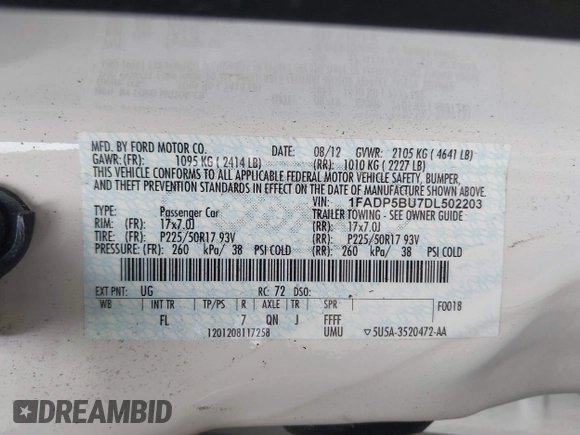 MFD. BY FORD MOTOR CO. DATE: 08/12 GVWR: 2105 KG ( 4641 LB)
GAWR: (FR): 1095 KG ( 2414 LB) (RR): 1010 KG ( 2227 LB)
THIS VEHICLE CONFORMS TO ALL APPLICABLE FEDERAL MOTOR VEHICLE SAFETY, BUMPER,
AND THEFT PREVENTION STANDARDS IN EFFECT ON THE DATE OF MANUFACTURE SHOWN ABOVE.
VIN: 1FADP5BU7DL502203
TYPE: Passenger Car TRAILER TOWING - SEE OWNER GUIDE
RIM: (FR) 17x7.0J (RR): 17x7.0J
TIRE: (FR) P225/50R17 93V (RR): P225/50R17 93V
PRESSURE: (FR) 260 kPa/ 38 PSI COLD (RR): 260 kPa/ 38 PSI COLD
EXT PNT: UG RC: 72 DSO:
WB INT TR TP/PS R AXLE TR SPR F0018
FL 7 QN J FFFF
1201208117258 UMU ▽5U5A-3520472-AA
DREAMBID